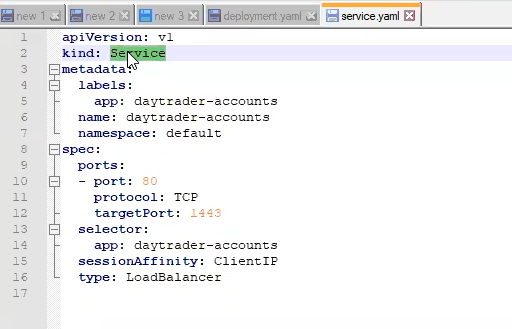 new 1 new 2 new 3 deployment.yaml service.yaml
1 apiVersion: v1
2 kind: Service
3 metadata:
4 labels:
5 app: daytrader-accounts
6 name: daytrader-accounts
7 namespace: default
8 spec:
9 ports:
10 - port: 80
11 protocol: TCP
12 targetPort: 1443
13 selector:
14 app: daytrader-accounts
15 sessionAffinity: ClientIP
16 type: LoadBalancer
17